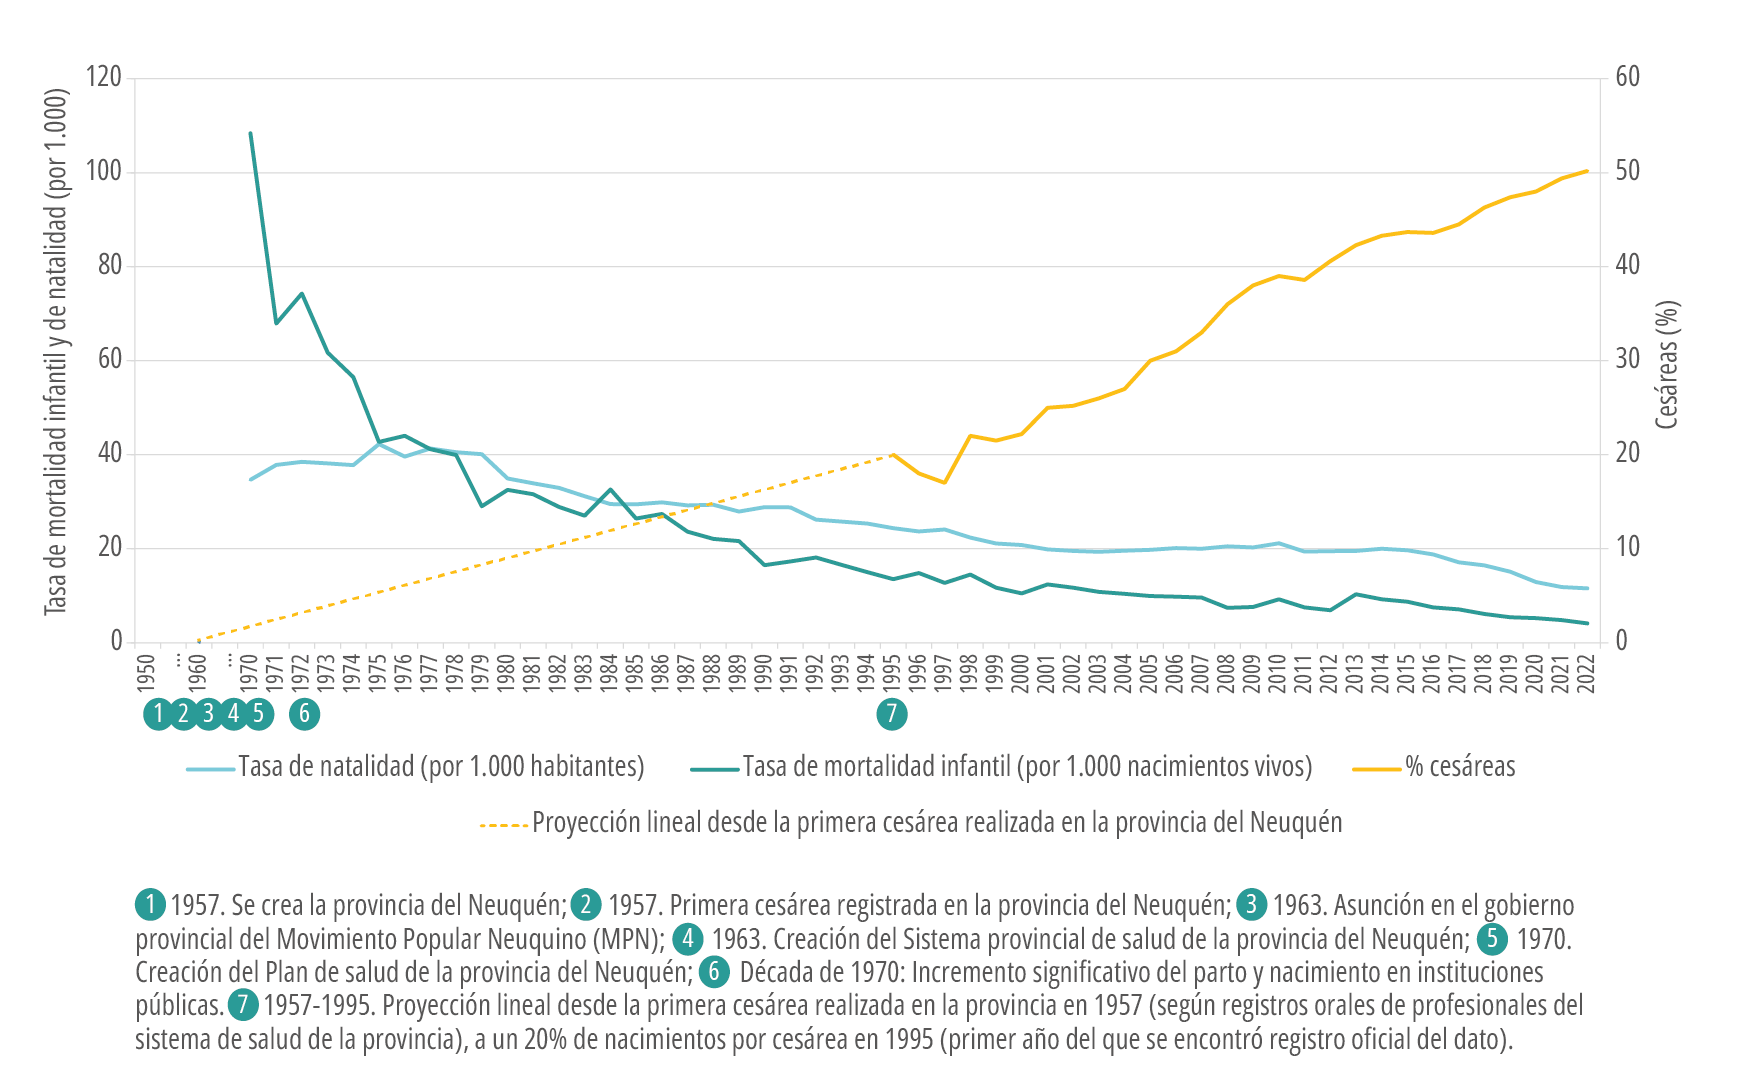 Tasa de mortalidad infantil y de natalidad (por 1.000)
120
100
80
60
40
20
0
60
50
40
30
20
10
0
Cesáreas (%)
1950 ... 1960 ... 1970 1971 1972 1973 1974 1975 1976 1977 1978 1979 1980 1981 1982 1983 1984 1985 1986 1987 1988 1989 1990 1991 1992 1993 1994 1995 1996 1997 1998 1999 2000 2001 2002 2003 2004 2005 2006 2007 2008 2009 2010 2011 2012 2013 2014 2015 2016 2017 2018 2019 2020 2021 2022
1 2 3 4 5 6 7
Tasa de natalidad (por 1.000 habitantes) Tasa de mortalidad infantil (por 1.000 nacimientos vivos) % cesáreas
Proyección lineal desde la primera cesárea realizada en la provincia del Neuquén
1 1957. Se crea la provincia del Neuquén; 2 1957. Primera cesárea registrada en la provincia del Neuquén; 3 1963. Asunción en el gobierno
provincial del Movimiento Popular Neuquino (MPN); 4 1963. Creación del Sistema provincial de salud de la provincia del Neuquén; 5 1970.
Creación del Plan de salud de la provincia del Neuquén; 6 Década de 1970: Incremento significativo del parto y nacimiento en instituciones
públicas. 7 1957-1995. Proyección lineal desde la primera cesárea realizada en la provincia en 1957 (según registros orales de profesionales del
sistema de salud de la provincia), a un 20% de nacimientos por cesárea en 1995 (primer año del que se encontró registro oficial del dato).